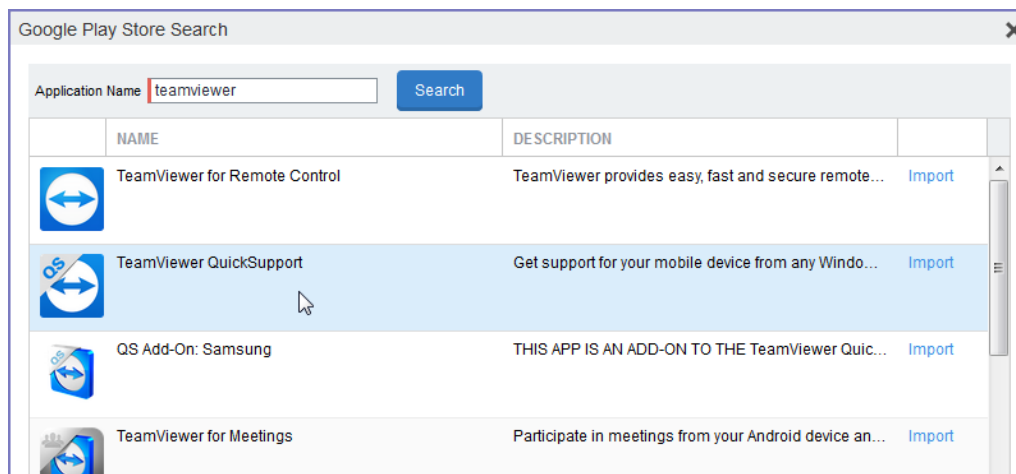 Google Play Store Search
Application Name teamviewer Search
NAME DESCRIPTION
TeamViewer for Remote Control TeamViewer provides easy, fast and secure remote... Import
QS
TeamViewer QuickSupport Get support for your mobile device from any Windo... Import
QS
QS Add-On: Samsung THIS APP IS AN ADD-ON TO THE TeamViewer Quic... Import
TeamViewer for Meetings Participate in meetings from your Android device an... Import